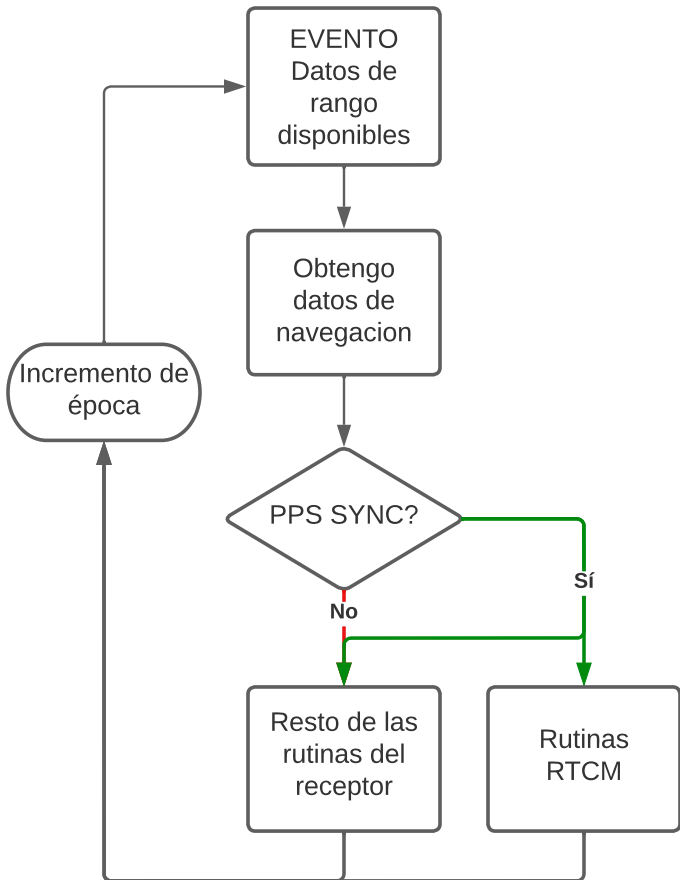 EVENTO
Datos de
rango
disponibles
Obtengo
datos de
navegacion
Incremento de
época
PPS SYNC?
Sí
No
Resto de las
rutinas del
receptor
Rutinas
RTCM